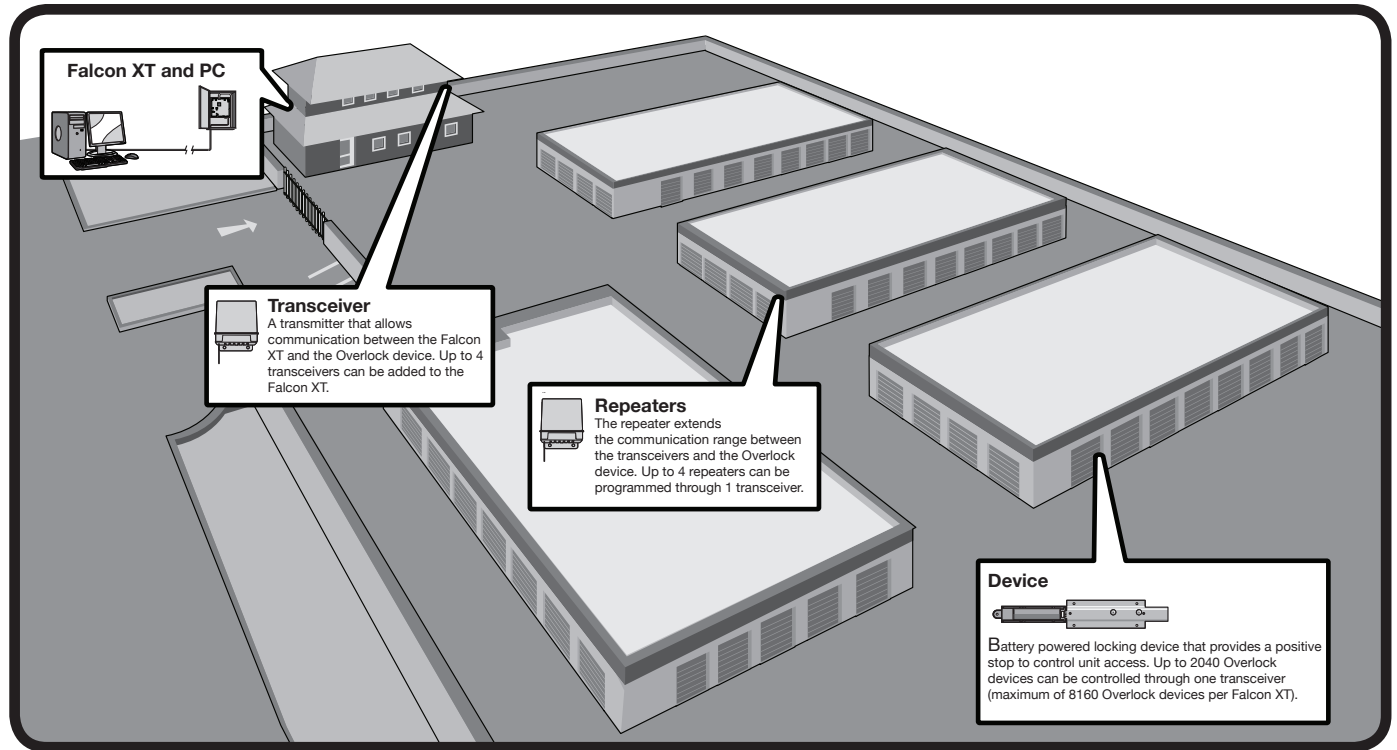 Falcon XT and PC
Transceiver
A transmitter that allows
communication between the Falcon
XT and the Overlock device. Up to 4
transceivers can be added to the
Falcon XT.
Repeaters
The repeater extends
the communication range between
the transceivers and the Overlock
device. Up to 4 repeaters can be
programmed through 1 transceiver.
Device
Battery powered locking device that provides a positive
stop to control unit access. Up to 2040 Overlock
devices can be controlled through one transceiver
(maximum of 8160 Overlock devices per Falcon XT).